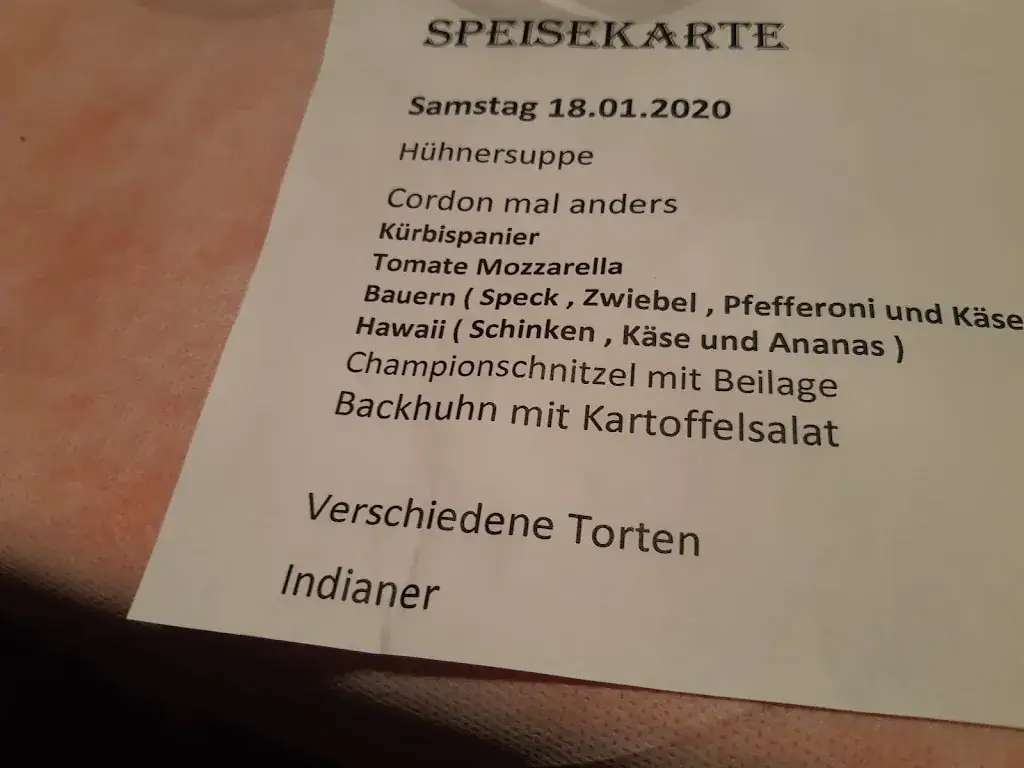 SPEISEKARTE
Samstag 18.01.2020
Hühnersuppe
Cordon mal anders
Kürbispanier
Tomate Mozzarella
Bauern ( Speck , Zwiebel , Pfefferoni und Käse
Hawaii ( Schinken , Käse und Ananas )
Championschnitzel mit Beilage
Backhuhn mit Kartoffelsalat
Verschiedene Torten
Indianer